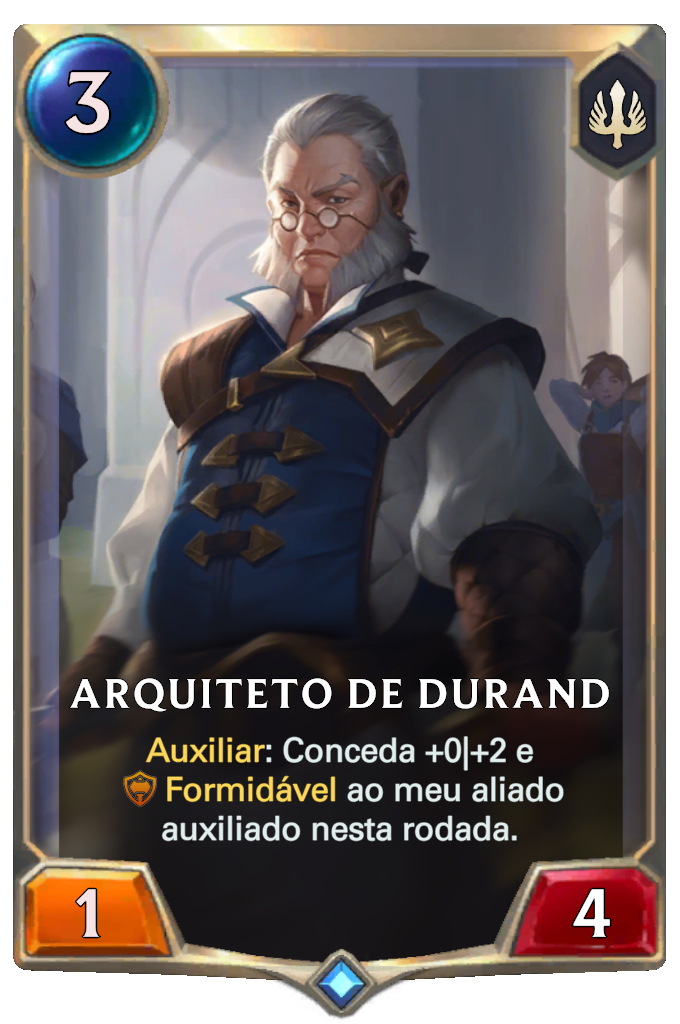 3
ARQUITETO DE DURAND
Auxiliar: Conceda +0|+2 e
Formidável ao meu aliado
auxiliado nesta rodada.
1
4